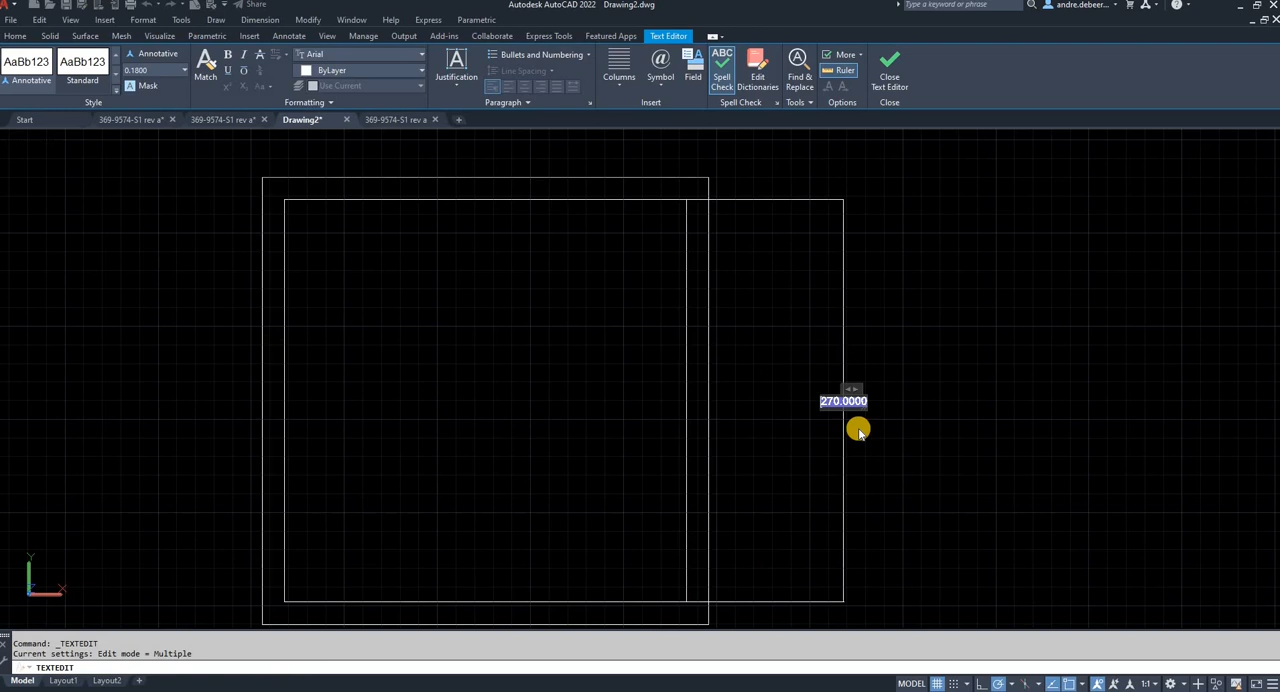 Share
Autodesk AutoCAD 2022 Drawing2.dwg
Type a keyword or phrase
andre.debeer...
File Edit View Insert Format Tools Draw Dimension Modify Window Help Express Parametric
Home Solid Surface Mesh Visualize Parametric Insert Annotate View Manage Output Add-ins Collaborate Express Tools Featured Apps Text Editor
AaBb123 AaBb123
Annotative Standard
Annotative
0.1800
Mask
Style
Match
Arial
ByLayer
Use Current
Formatting
Justification
Bullets and Numbering
Line Spacing
Paragraph
Columns Symbol Field
Insert
ABC
Spell Check
Edit Dictionaries
Spell Check
Find & Replace
Tools
More
Ruler
Options
Close Text Editor
Close
Start 369-9574-S1 rev a* 369-9574-S1 rev a* Drawing2* 369-9574-S1 rev a
270.0000
Y
X
Command: _TEXTEDIT
Current settings: Edit mode = Multiple
TEXTEDIT
Model Layout1 Layout2
MODEL 1:1